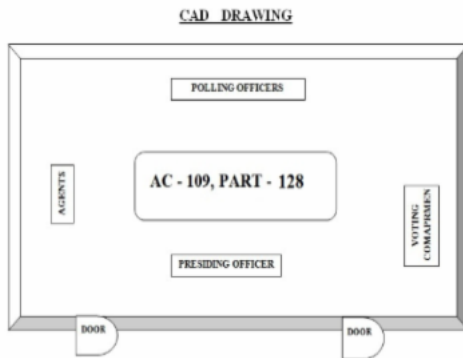 CAD DRAWING
POLLING OFFICERS
AGENTS
AC - 109, PART - 128
VOTING
COMAPRMEN
PRESIDING OFFICER
DOOR
DOOR